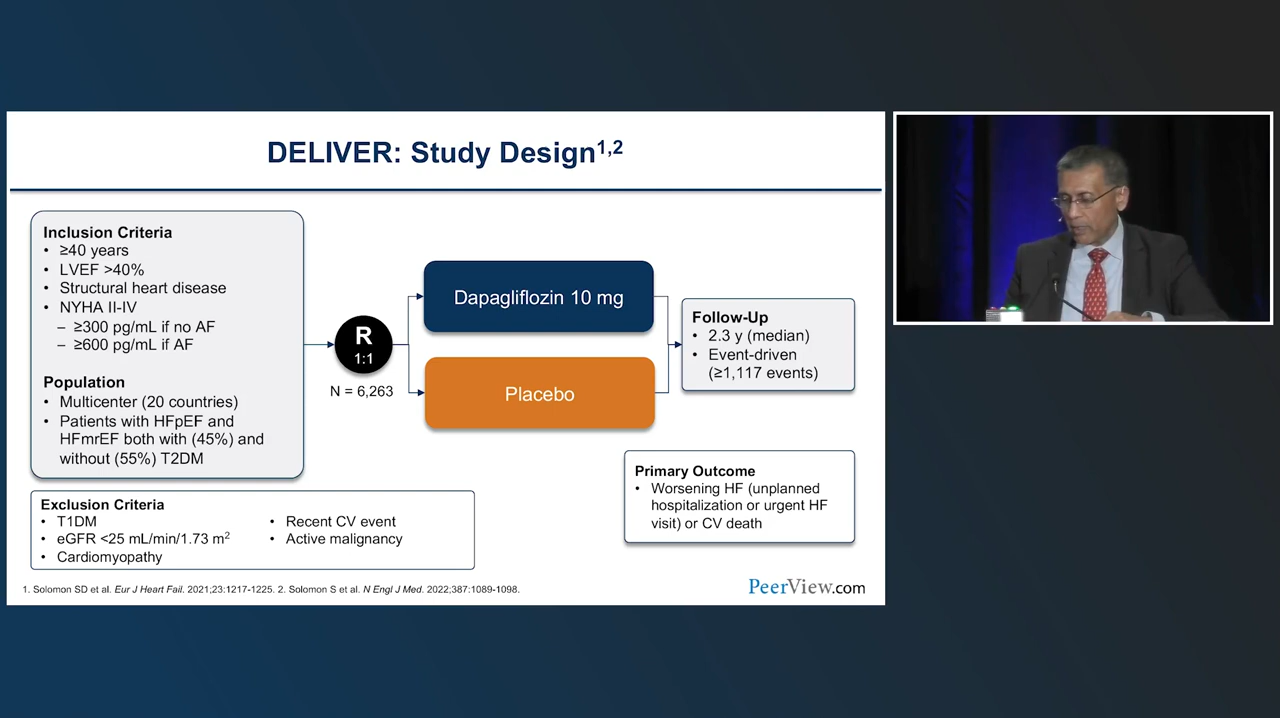 DELIVER: Study Design1,2
Inclusion Criteria
• ≥40 years
• LVEF >40%
• Structural heart disease
• NYHA II-IV
– ≥300 pg/mL if no AF
– ≥600 pg/mL if AF
Population
• Multicenter (20 countries)
• Patients with HFpEF and
HFmrEF both with (45%) and
without (55%) T2DM
R
1:1
N = 6,263
Dapagliflozin 10 mg
Placebo
Follow-Up
• 2.3 y (median)
• Event-driven
(≥1,117 events)
Primary Outcome
• Worsening HF (unplanned
hospitalization or urgent HF
visit) or CV death
Exclusion Criteria
• T1DM
• eGFR <25 mL/min/1.73 m2
• Cardiomyopathy
• Recent CV event
• Active malignancy
1. Solomon SD et al. Eur J Heart Fail. 2021;23:1217-1225. 2. Solomon S et al. N Engl J Med. 2022;387:1089-1098.
PeerView.com